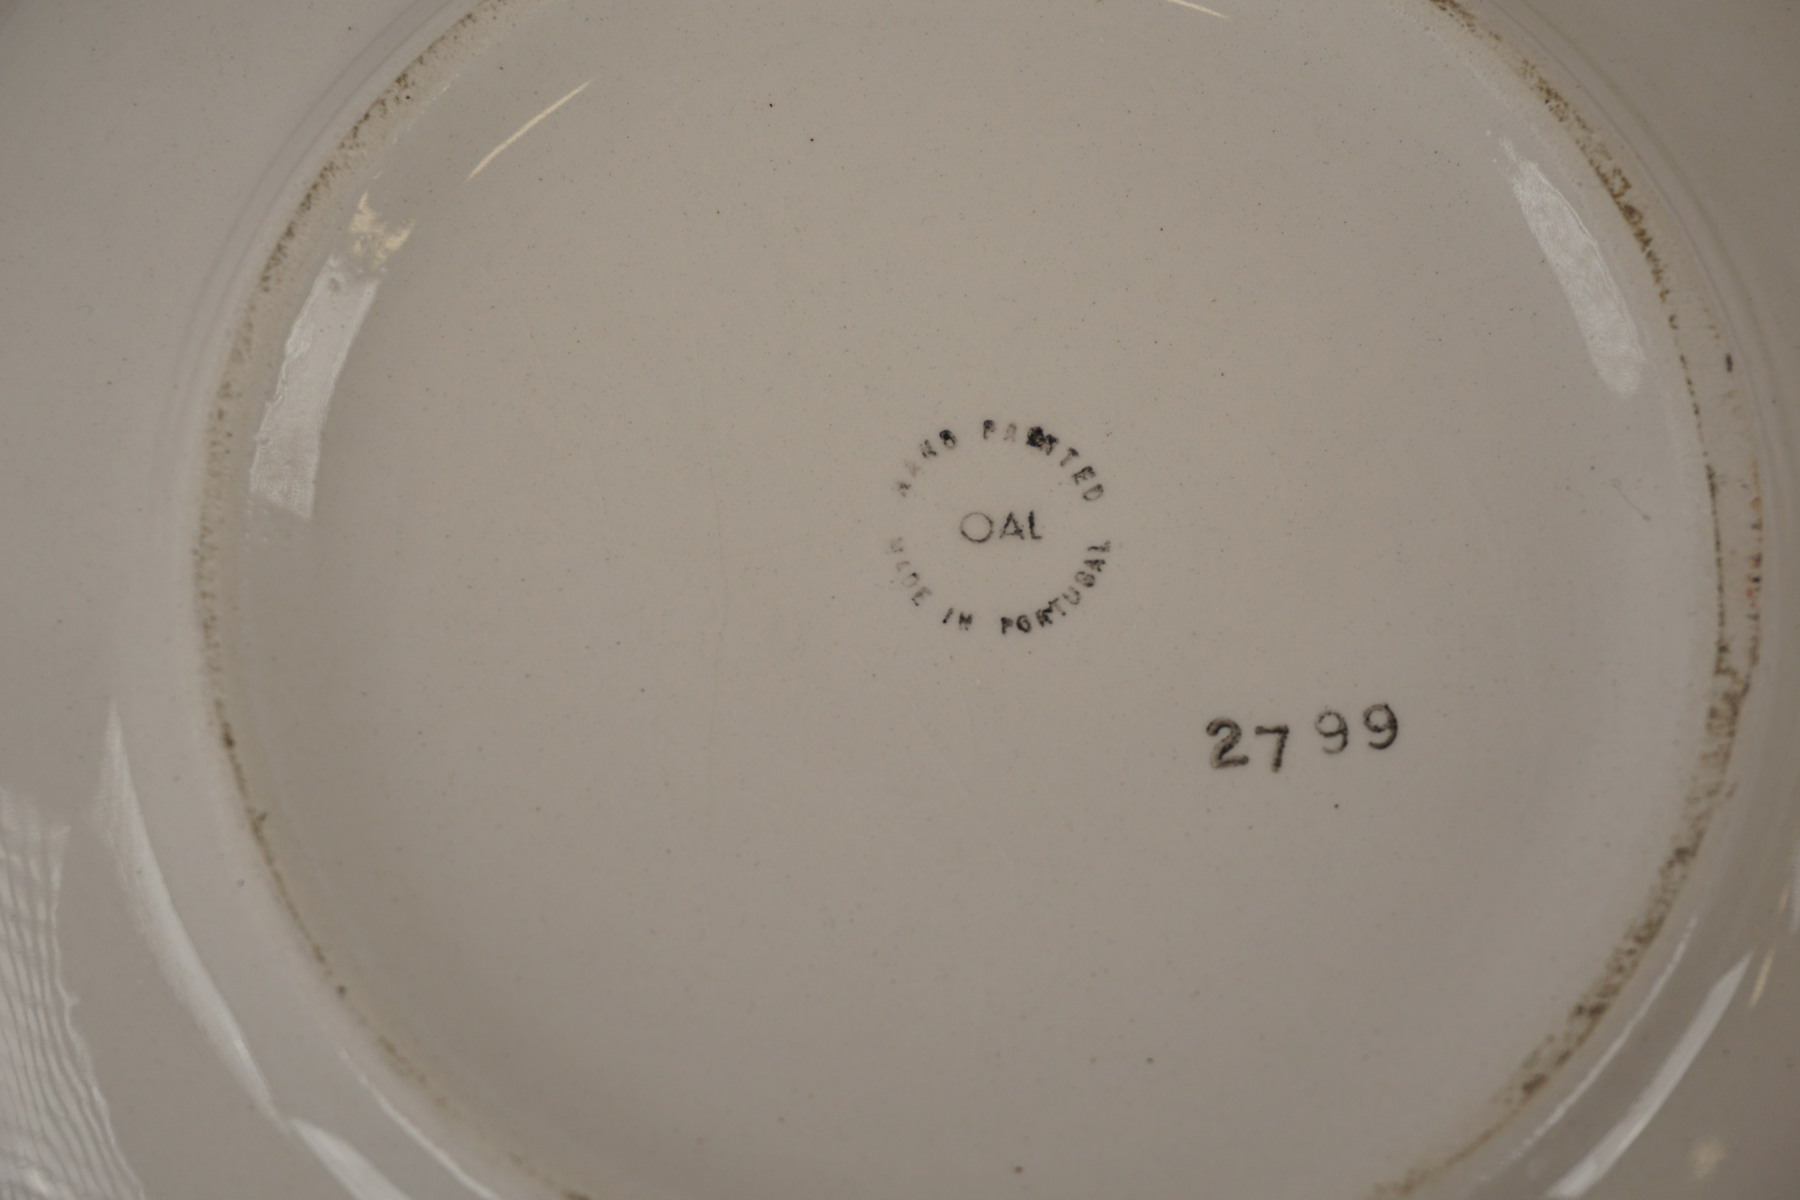 HAND PAINTED
OAL
MADE IN PORTUGAL
2799